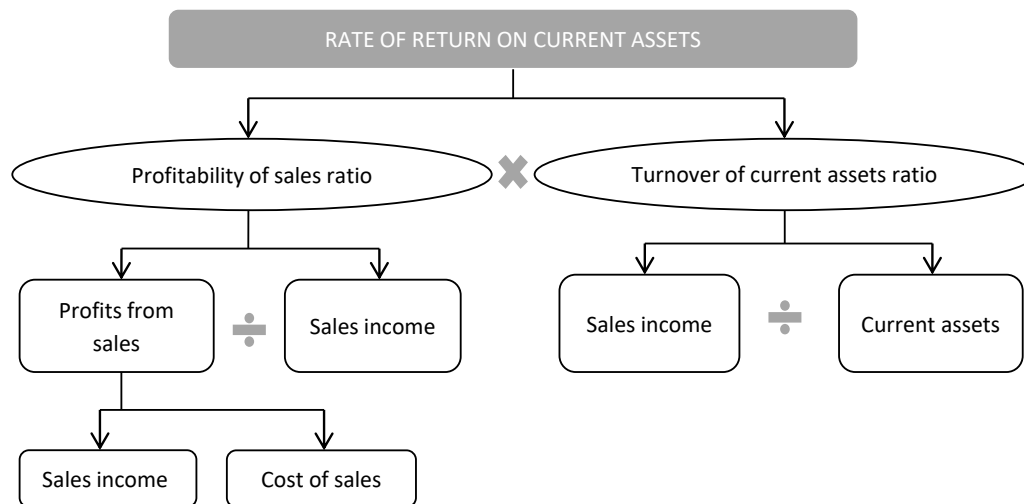 RATE OF RETURN ON CURRENT ASSETS
Profitability of sales ratio
Turnover of current assets ratio
Profits from
sales
Sales income
Sales income
Current assets
Sales income
Cost of sales